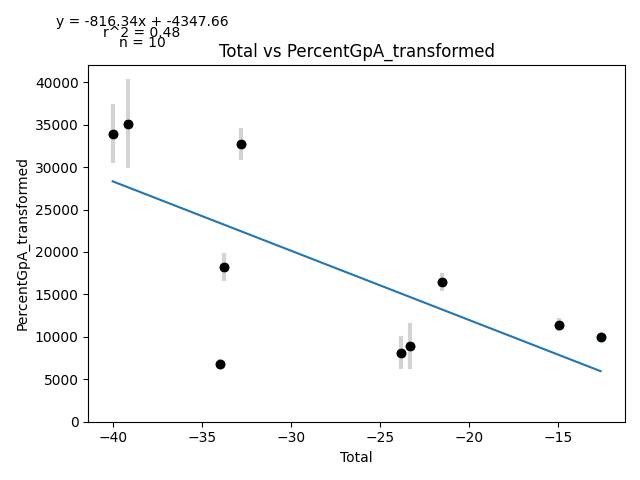 y = -816.34x + -4347.66
r^2 = 0.48
n = 10
Total vs PercentGpA_transformed
40000
35000
30000
25000
20000
15000
10000
5000
0
PercentGpA_transformed
−40 −35 −30 −25 −20 −15
Total